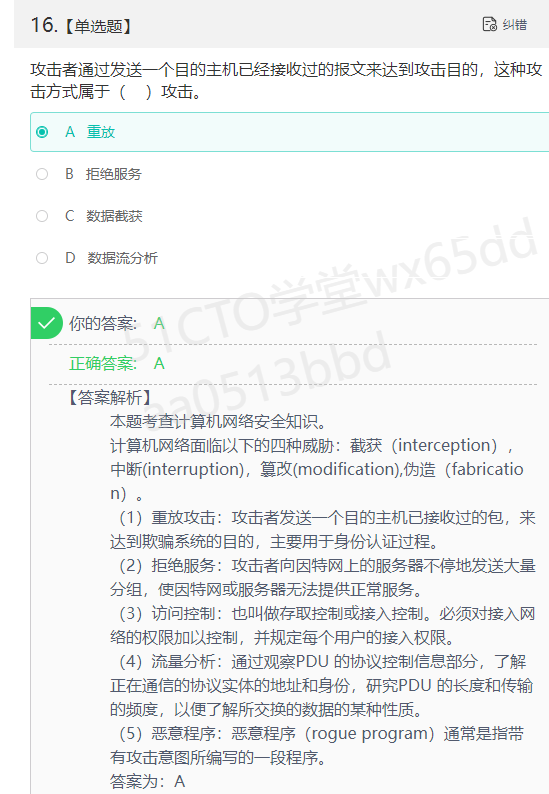 16.【单选题】
纠错
攻击者通过发送一个目的主机已经接收过的报文来达到攻击目的，这种攻
击方式属于（　）攻击。
A 重放
B 拒绝服务
C 数据截获
D 数据流分析
51CTO学堂wx65dd
aa0513bbd
你的答案： A
正确答案： A
【答案解析】
本题考查计算机网络安全知识。
计算机网络面临以下的四种威胁：截获（interception），
中断(interruption)，篡改(modification),伪造（fabricatio
n）。
（1）重放攻击：攻击者发送一个目的主机已接收过的包，来
达到欺骗系统的目的，主要用于身份认证过程。
（2）拒绝服务：攻击者向因特网上的服务器不停地发送大量
分组，使因特网或服务器无法提供正常服务。
（3）访问控制：也叫做存取控制或接入控制。必须对接入网
络的权限加以控制，并规定每个用户的接入权限。
（4）流量分析：通过观察PDU 的协议控制信息部分，了解
正在通信的协议实体的地址和身份，研究PDU 的长度和传输
的频度，以便了解所交换的数据的某种性质。
（5）恶意程序：恶意程序（rogue program）通常是指带
有攻击意图所编写的一段程序。
答案为：A